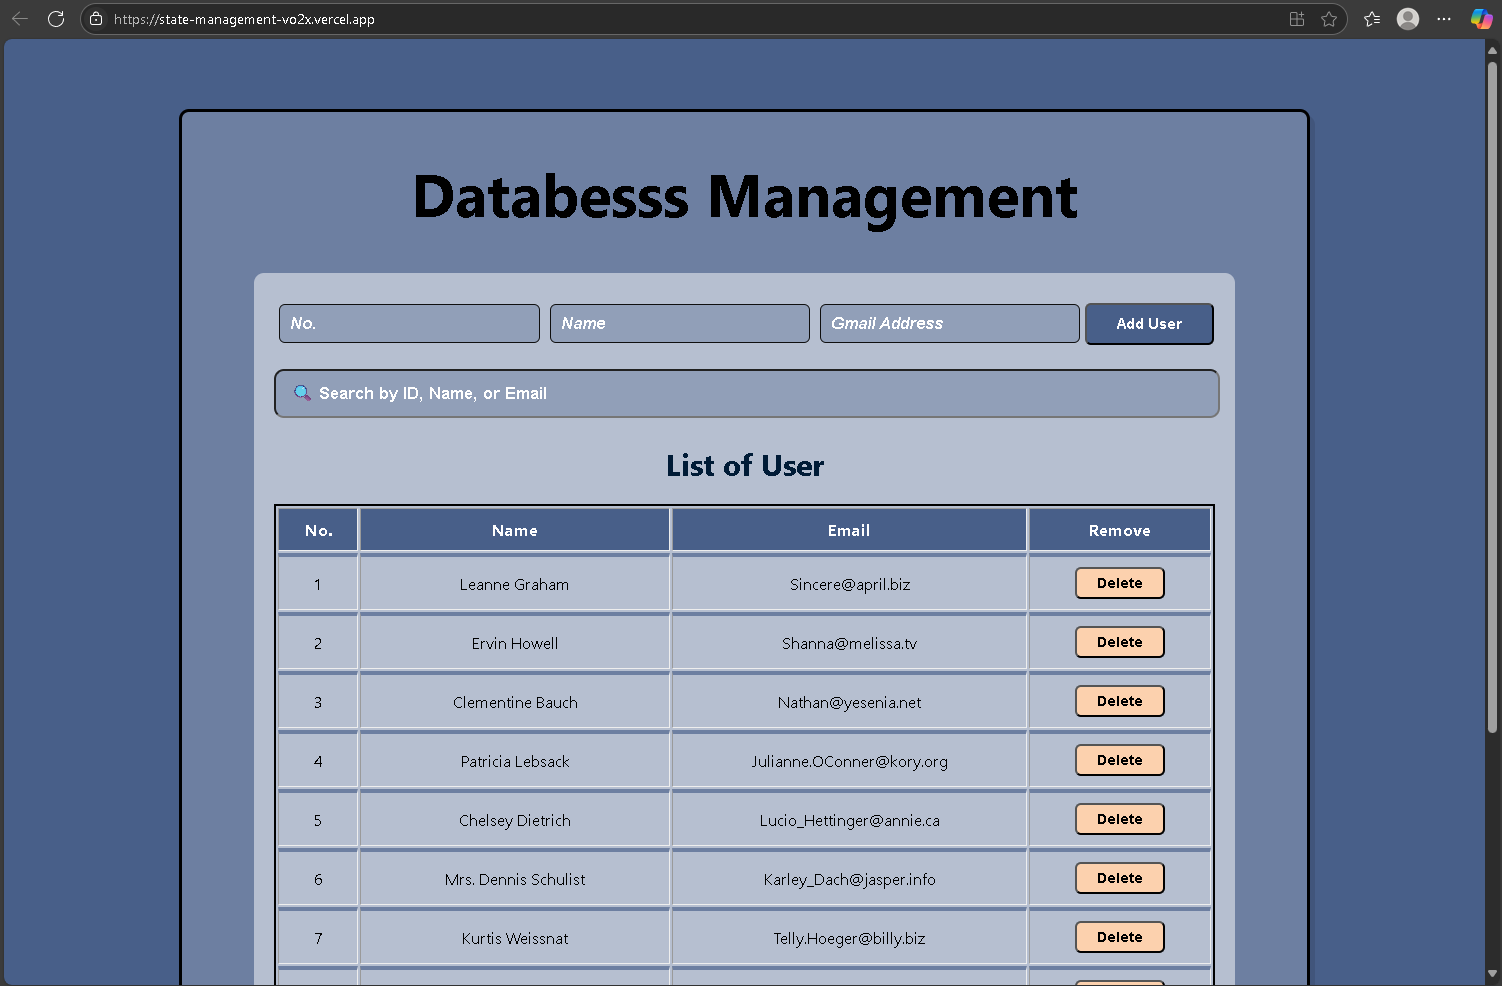 https://state-management-vo2x.vercel.app
Databesss Management
No. Name Gmail Address Add User
🔍 Search by ID, Name, or Email
List of User
No. Name Email Remove
1 Leanne Graham Sincere@april.biz Delete
2 Ervin Howell Shanna@melissa.tv Delete
3 Clementine Bauch Nathan@yesenia.net Delete
4 Patricia Lebsack Julianne.OConner@kory.org Delete
5 Chelsey Dietrich Lucio_Hettinger@annie.ca Delete
6 Mrs. Dennis Schulist Karley_Dach@jasper.info Delete
7 Kurtis Weissnat Telly.Hoeger@billy.biz Delete